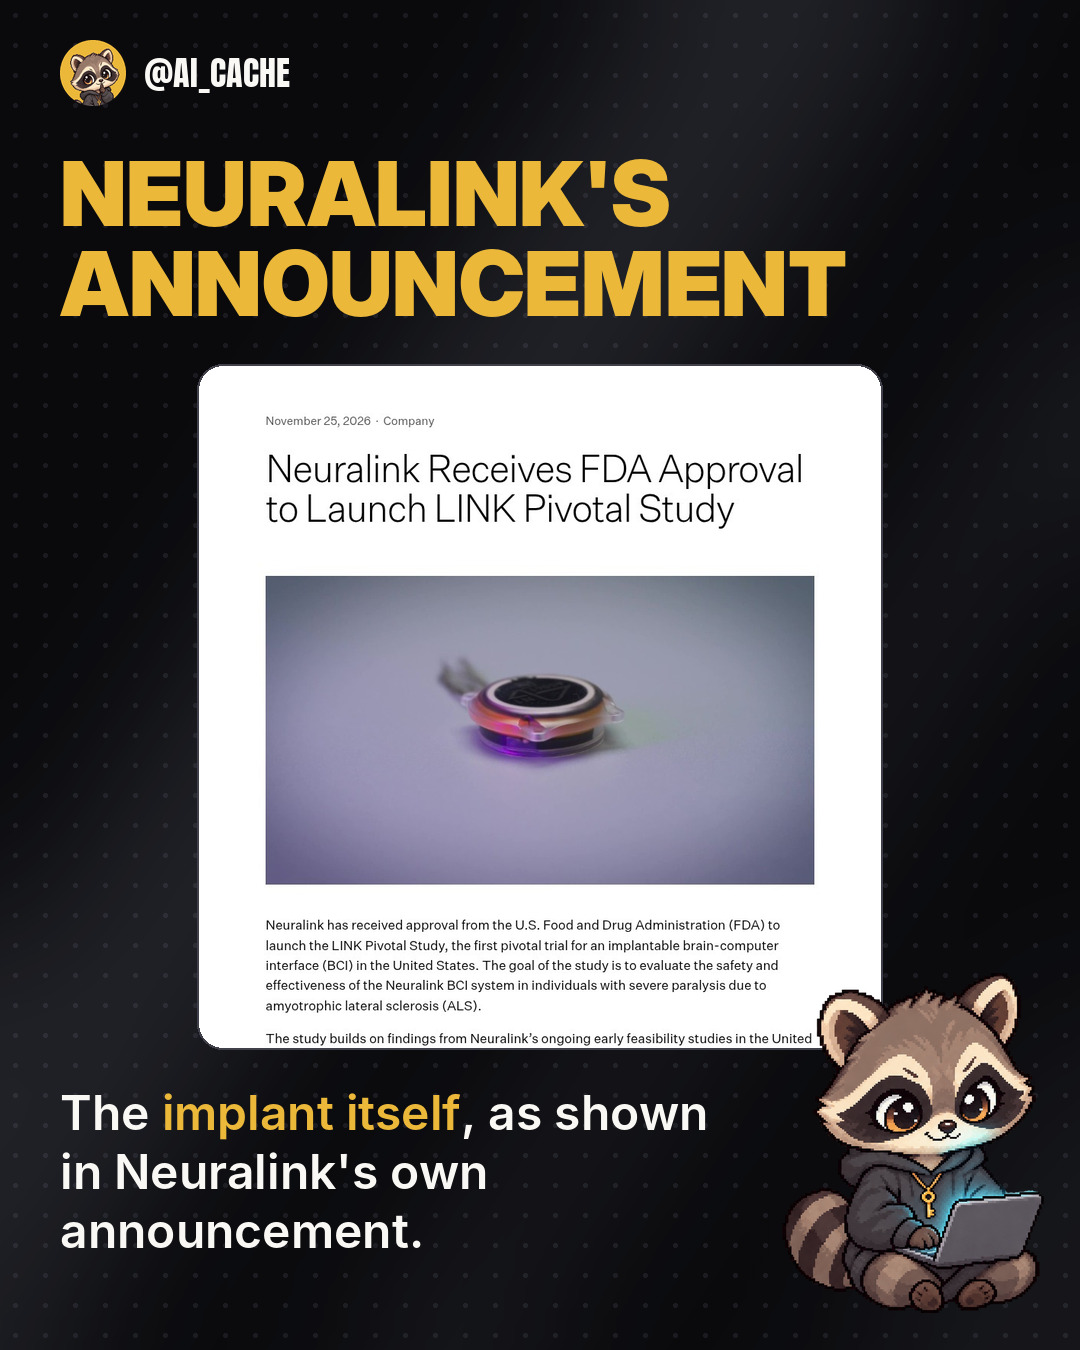 @AI_CACHE
NEURALINK'S
ANNOUNCEMENT
November 25, 2026 · Company
Neuralink Receives FDA Approval
to Launch LINK Pivotal Study
Neuralink has received approval from the U.S. Food and Drug Administration (FDA) to
launch the LINK Pivotal Study, the first pivotal trial for an implantable brain-computer
interface (BCI) in the United States. The goal of the study is to evaluate the safety and
effectiveness of the Neuralink BCI system in individuals with severe paralysis due to
amyotrophic lateral sclerosis (ALS).
The study builds on findings from Neuralink’s ongoing early feasibility studies in the United
The implant itself, as shown
in Neuralink's own
announcement.